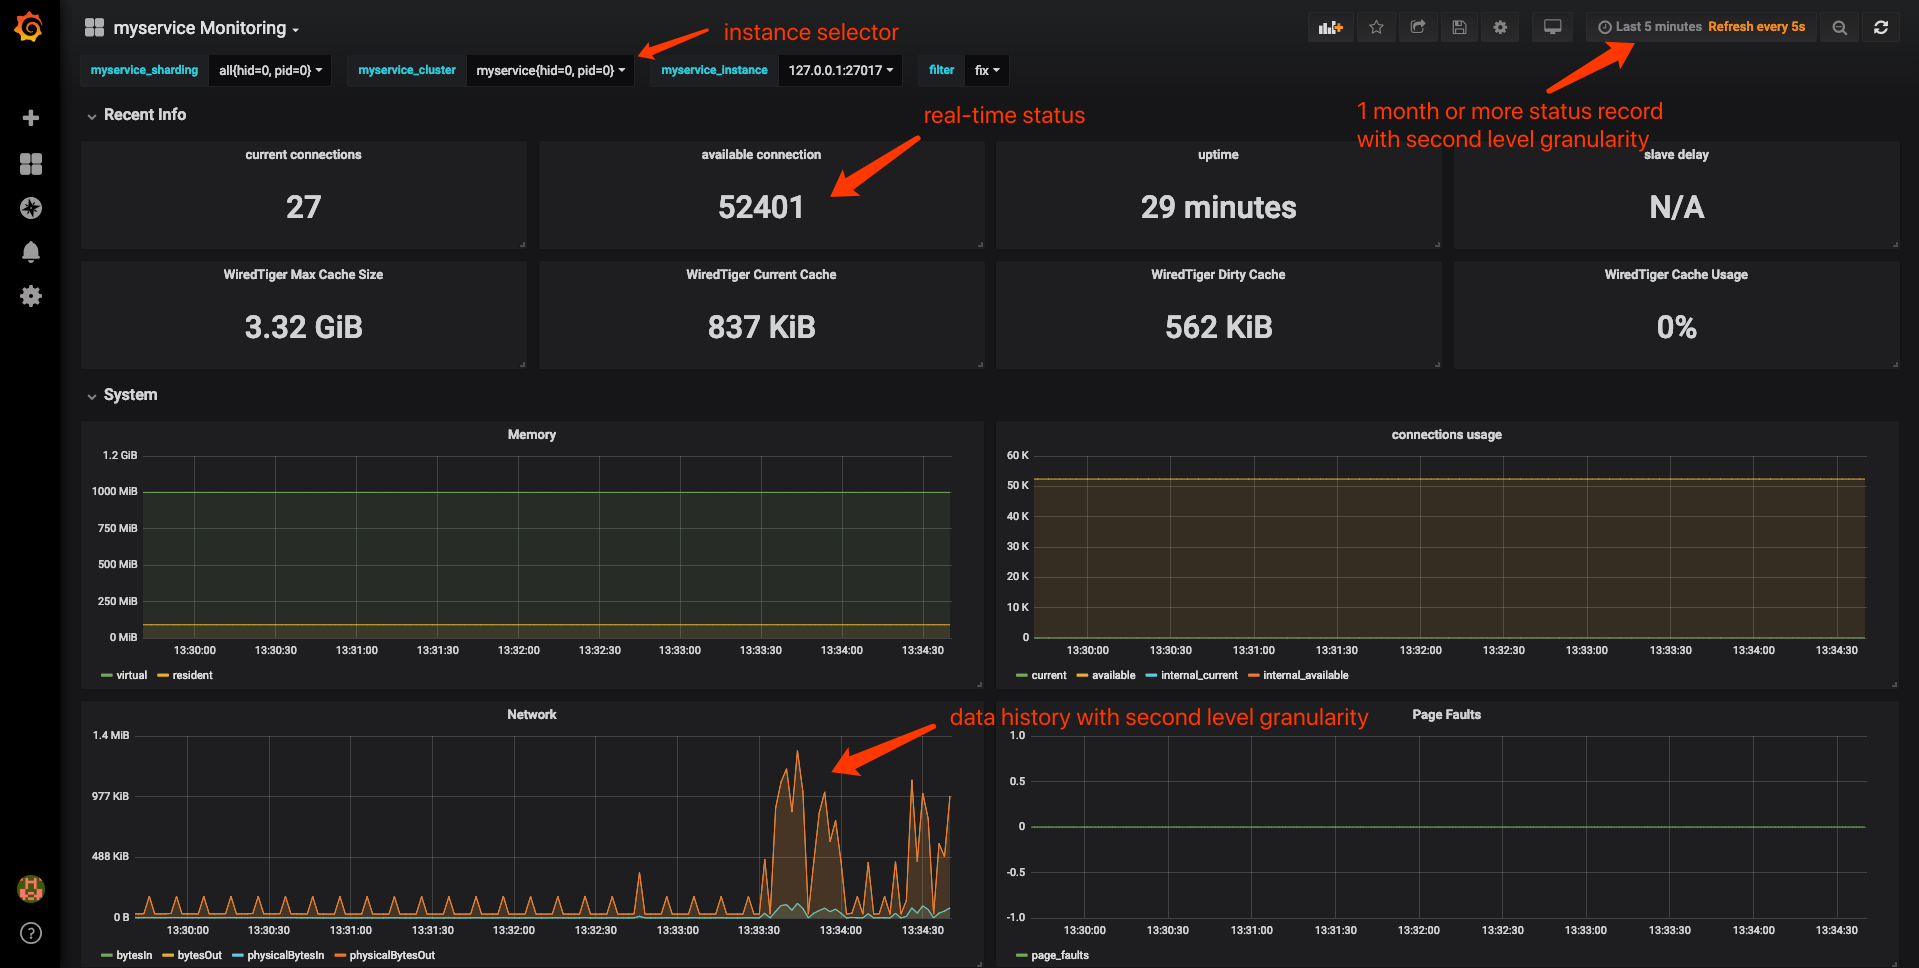 myservice Monitoring
instance selector
Last 5 minutes Refresh every 5s
myservice_sharding all{hid=0, pid=0} myservice_cluster myservice{hid=0, pid=0} myservice_instance 127.0.0.1:27017 filter fix
1 month or more status record
with second level granularity
Recent Info
real-time status
current connections
27
available connection
52401
uptime
29 minutes
slave delay
N/A
WiredTiger Max Cache Size
3.32 GiB
WiredTiger Current Cache
837 KiB
WiredTiger Dirty Cache
562 KiB
WiredTiger Cache Usage
0%
System
Memory
1.2 GiB
1000 MiB
750 MiB
500 MiB
250 MiB
0 MiB
13:30:00 13:30:30 13:31:00 13:31:30 13:32:00 13:32:30 13:33:00 13:33:30 13:34:00 13:34:30
virtual resident
connections usage
60 K
50 K
40 K
30 K
20 K
10 K
0
13:30:00 13:30:30 13:31:00 13:31:30 13:32:00 13:32:30 13:33:00 13:33:30 13:34:00 13:34:30
current available internal_current internal_available
Network
data history with second level granularity
1.4 MiB
977 KiB
488 KiB
0 B
13:30:00 13:30:30 13:31:00 13:31:30 13:32:00 13:32:30 13:33:00 13:33:30 13:34:00 13:34:30
bytesIn bytesOut physicalBytesIn physicalBytesOut
Page Faults
1.0
0.5
0
-0.5
-1.0
13:30:00 13:30:30 13:31:00 13:31:30 13:32:00 13:32:30 13:33:00 13:33:30 13:34:00 13:34:30
page_faults